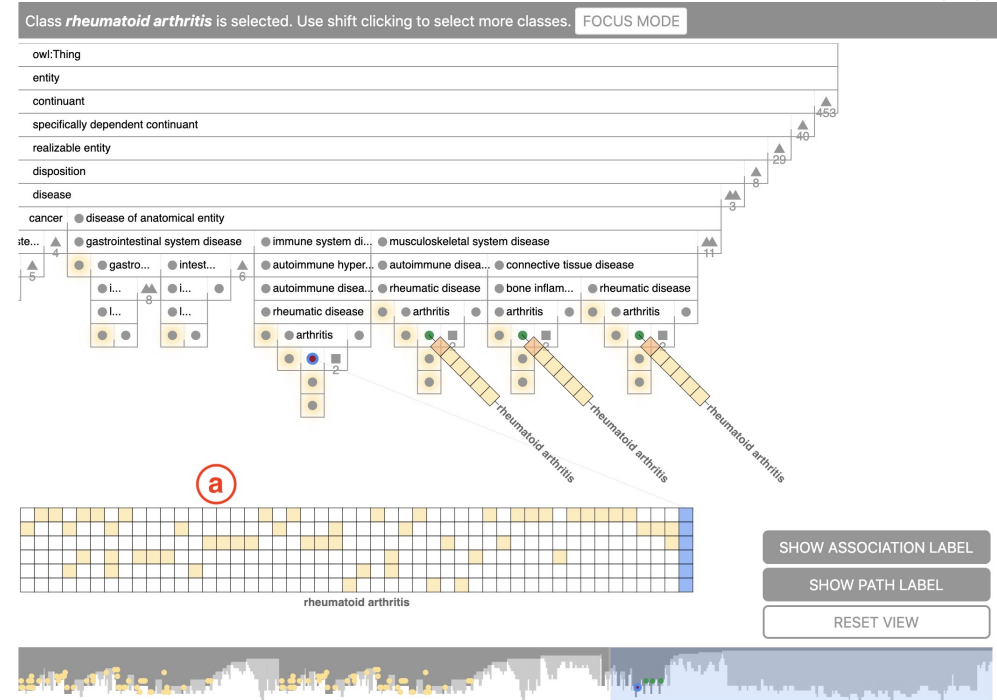 Class rheumatoid arthritis is selected. Use shift clicking to select more classes. FOCUS MODE
owl:Thing
entity
continuant
453
specifically dependent continuant
40
realizable entity
29
disposition
8
disease
3
cancer disease of anatomical entity
ste... 4 gastrointestinal system disease immune system di... musculoskeletal system disease 11
5 gastro... intest... 6 autoimmune hyper... autoimmune disea... connective tissue disease
i... 8 i... autoimmune disea... rheumatic disease bone inflam... rheumatic disease
l... l... rheumatic disease arthritis arthritis arthritis
arthritis 2 2 2
2
rheumatoid arthritis
rheumatoid arthritis
rheumatoid arthritis
a
rheumatoid arthritis
SHOW ASSOCIATION LABEL
SHOW PATH LABEL
RESET VIEW